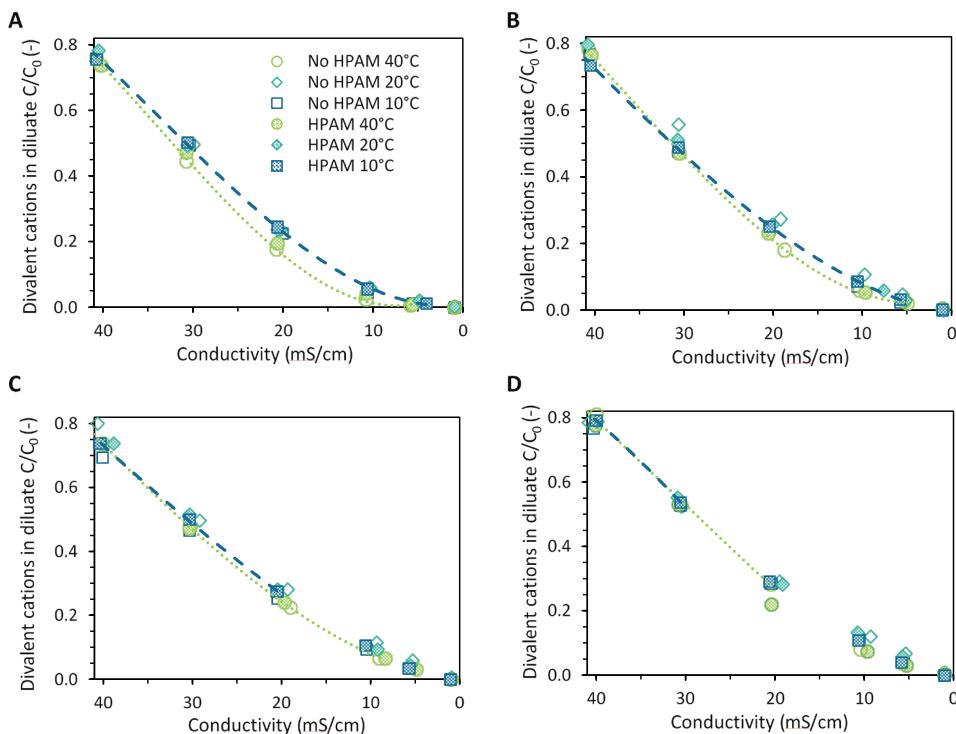 A
Divalent cations in diluate C/C₀ (-)
0.8
0.6
0.4
0.2
0.0
40 30 20 10 0
Conductivity (mS/cm)
No HPAM 40°C
No HPAM 20°C
No HPAM 10°C
HPAM 40°C
HPAM 20°C
HPAM 10°C
B
Divalent cations in diluate C/C₀ (-)
0.8
0.6
0.4
0.2
0.0
40 30 20 10 0
Conductivity (mS/cm)
C
Divalent cations in diluate C/C₀ (-)
0.8
0.6
0.4
0.2
0.0
40 30 20 10 0
Conductivity (mS/cm)
D
Divalent cations in diluate C/C₀ (-)
0.8
0.6
0.4
0.2
0.0
40 30 20 10 0
Conductivity (mS/cm)